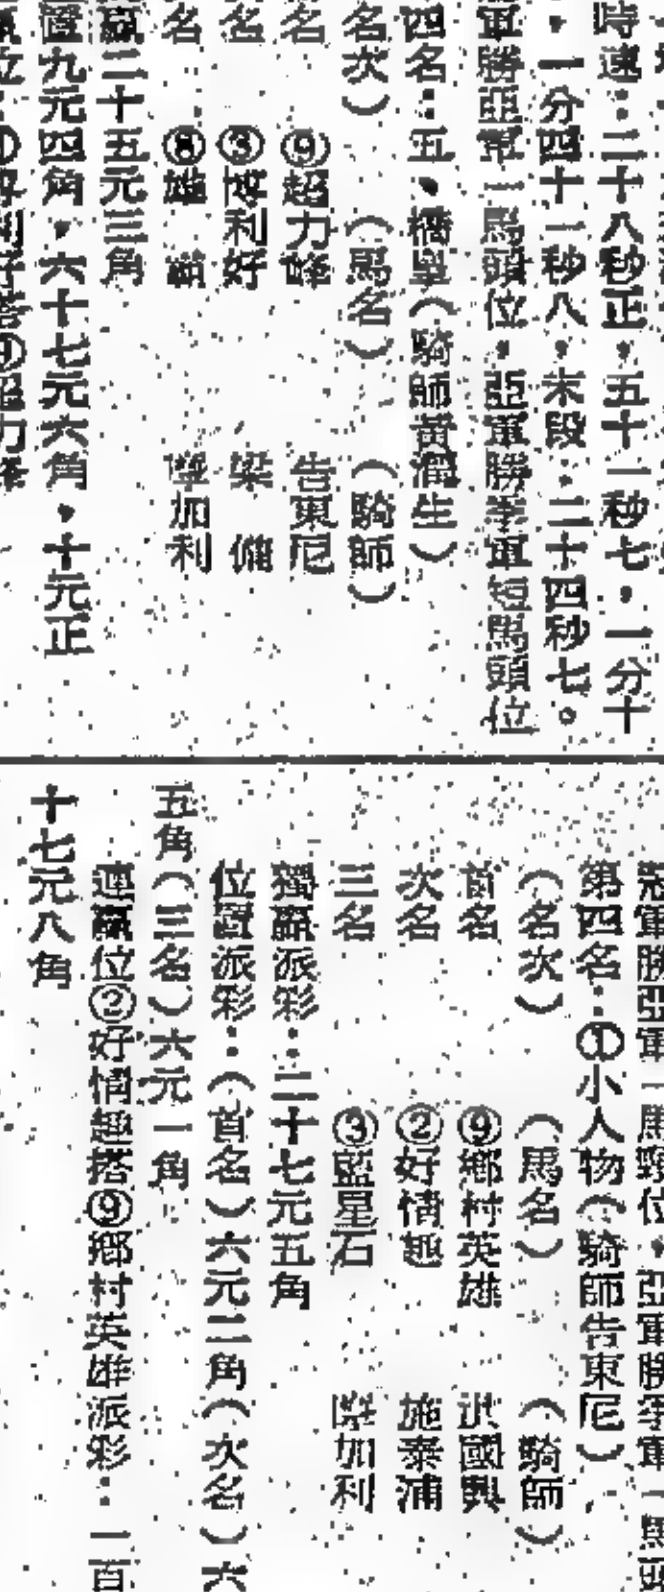 時速：二十八秒正，五十一秒七，一分十
，一分四十一秒八，末段：二十四秒七。
軍勝亞軍一馬頭位，亞軍勝季軍短馬頭位
四名：五、橋皇（騎師黃潤生）
名次）　（馬名）　（騎師）
名　⑨超力峰　告東尼
名　③博利好　梁
名　⑧雄　加利
贏二十五元三角
置九元四角，六十七元六角，十元正
冠軍勝亞軍一馬頸位，亞軍勝季軍一馬頭
第四名：①小人物（騎師告東尼）
（名次）　（馬名）　（騎師）
首名　⑨鄉村英雄　洪國興
次名　②好情趣　施泰浦
三名　③藍星石　摩加利
獨贏派彩：二十七元五角
位置派彩：（首名）六元二角（次名）六
五角（三名）六元一角
連贏位②好情趣搭⑨鄉村英雄派彩：一百
十七元八角